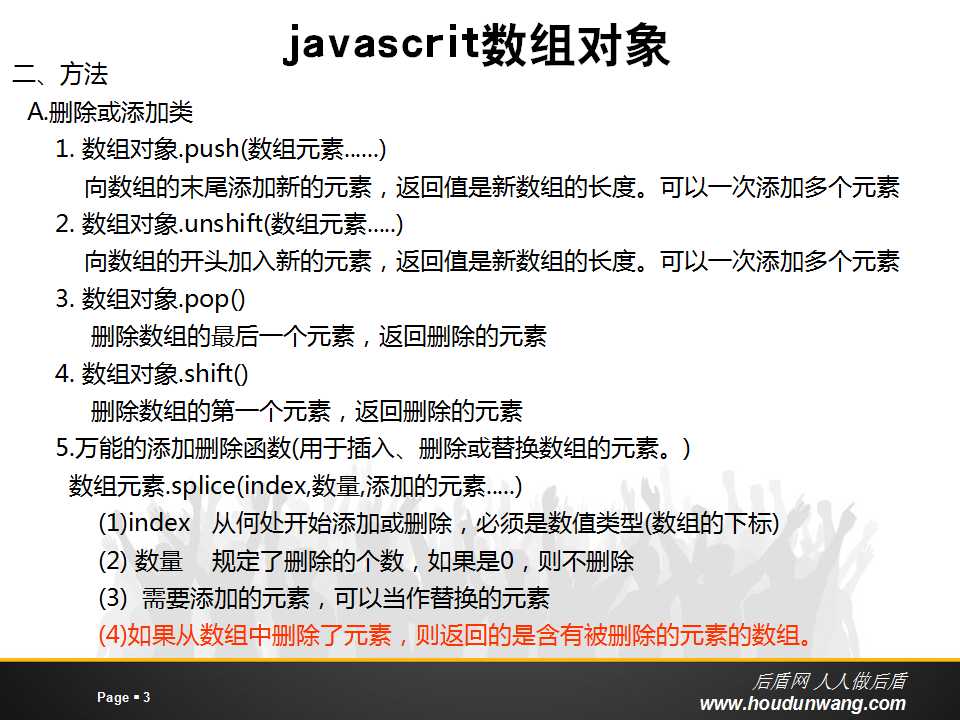 javascrit数组对象
二、方法
A.删除或添加类
1. 数组对象.push(数组元素……)
向数组的末尾添加新的元素，返回值是新数组的长度。可以一次添加多个元素
2. 数组对象.unshift(数组元素…..)
向数组的开头加入新的元素，返回值是新数组的长度。可以一次添加多个元素
3. 数组对象.pop()
删除数组的最后一个元素，返回删除的元素
4. 数组对象.shift()
删除数组的第一个元素，返回删除的元素
5.万能的添加删除函数(用于插入、删除或替换数组的元素。)
数组元素.splice(index,数量,添加的元素…..)
(1)index 从何处开始添加或删除，必须是数值类型(数组的下标)
(2) 数量 规定了删除的个数，如果是0，则不删除
(3) 需要添加的元素，可以当作替换的元素
(4)如果从数组中删除了元素，则返回的是含有被删除的元素的数组。
Page ▪ 3
后盾网 人人做后盾
www.houdunwang.com